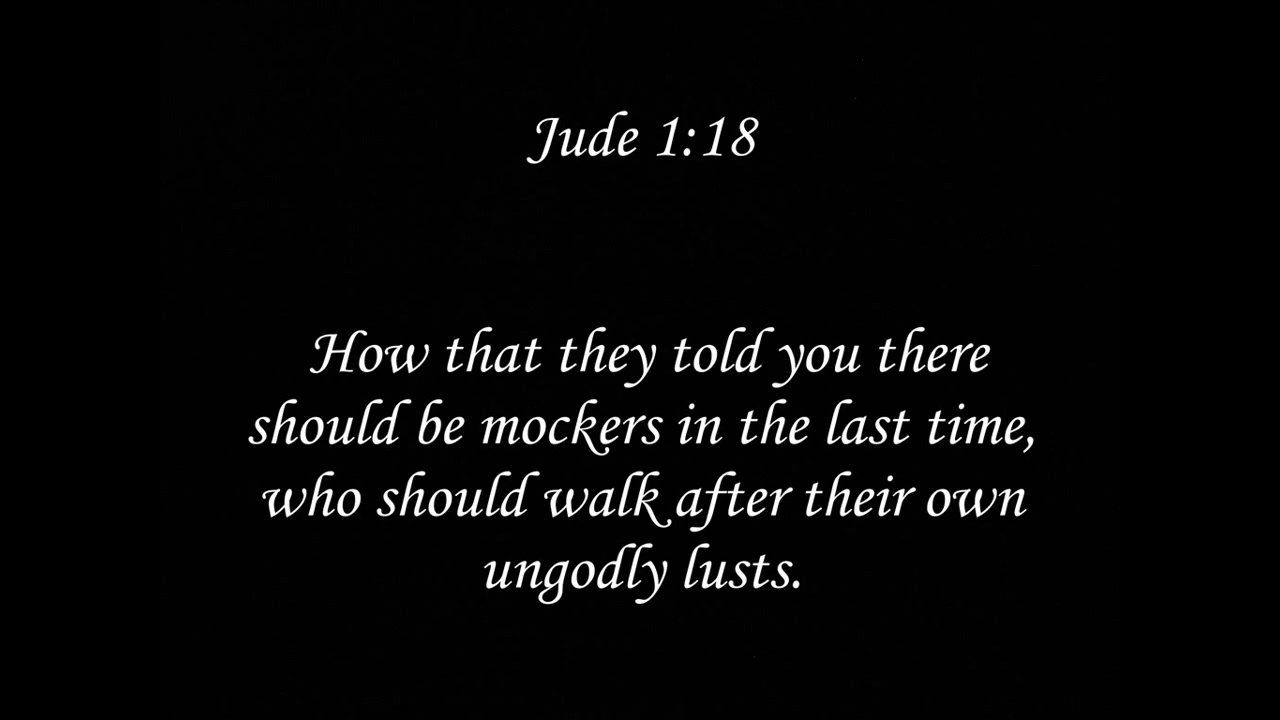 Jude 1:18
How that they told you there
should be mockers in the last time,
who should walk after their own
ungodly lusts.